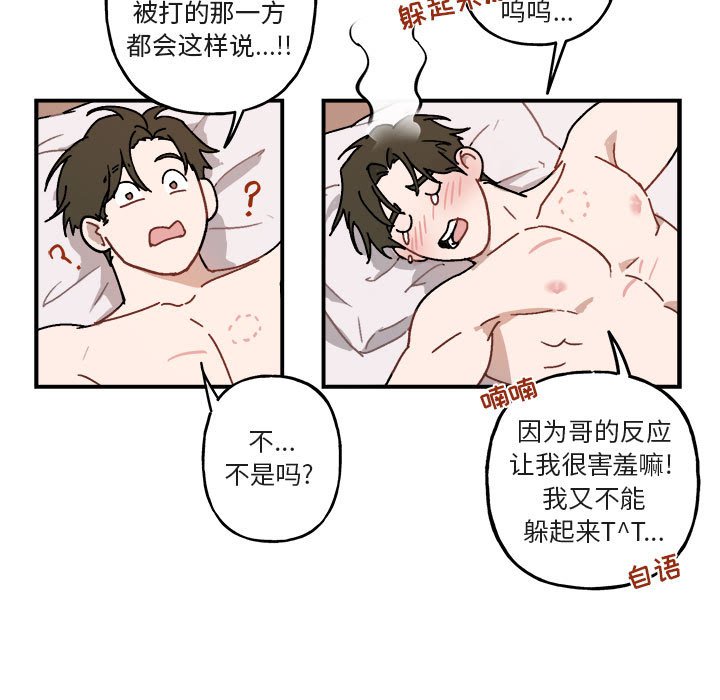 被打的那一方
都会这样说...!!
躲起来
呜呜...
?
?
不...
不是吗?
喃喃
因为哥的反应
让我很害羞嘛!
我又不能
躲起来T^T...
自语